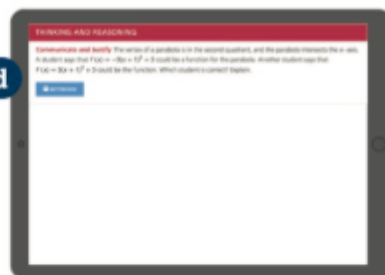 d
THINKING AND REASONING
Communicate and Justify The vertex of a parabola is in the second quadrant, and the parabola intersects the x-axis.
A student says that could be a function for the parabola. Another student says that
could be the function. Which student is correct? Explain.